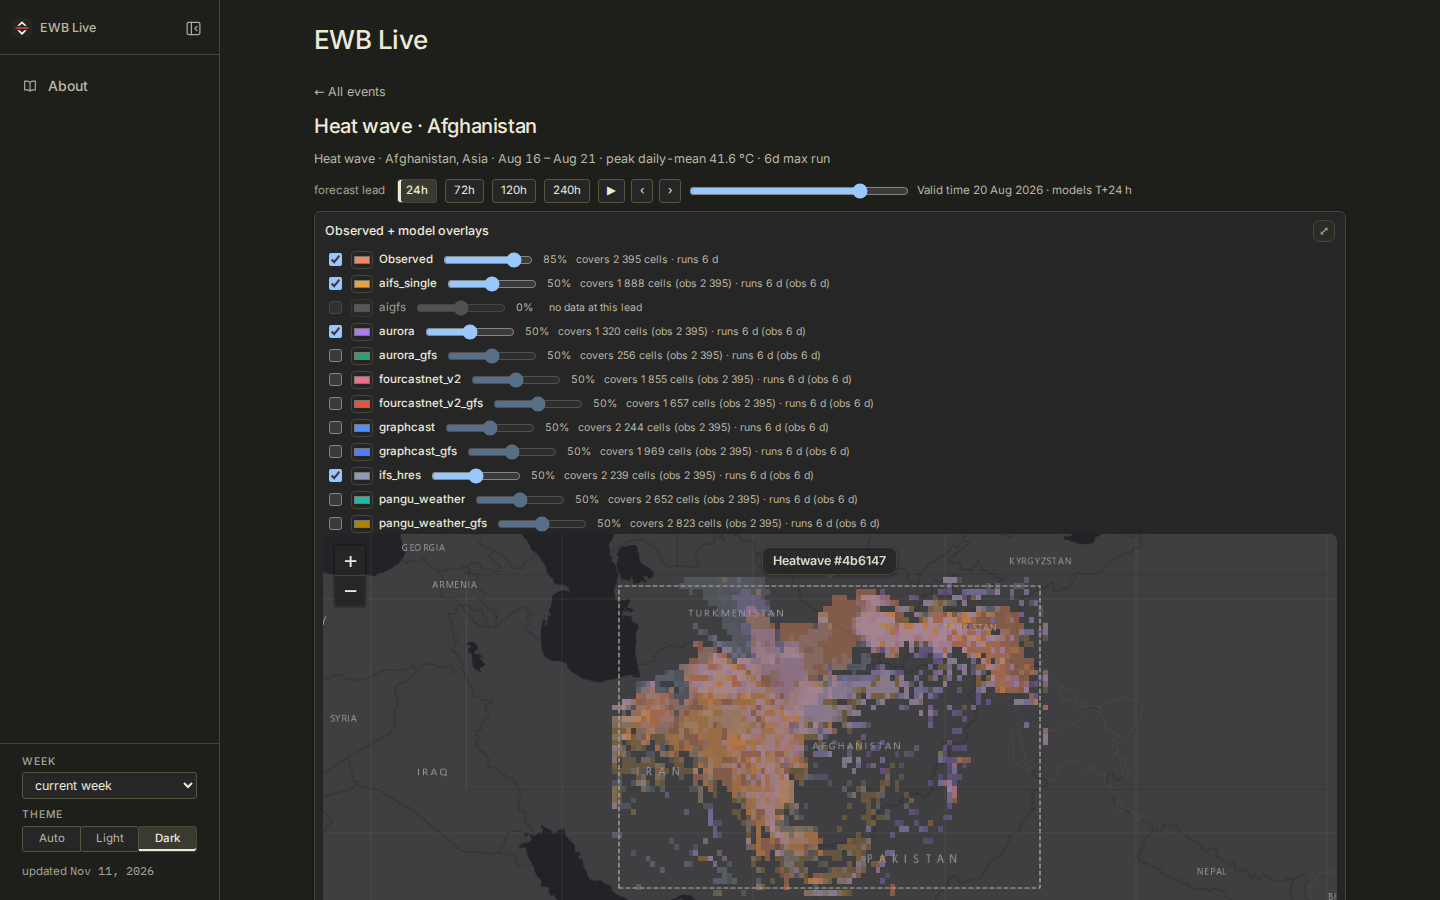 EWB Live
About
WEEK
current week
THEME
Auto Light Dark
updated Nov 11, 2026
EWB Live
← All events
Heat wave · Afghanistan
Heat wave · Afghanistan, Asia · Aug 16 – Aug 21 · peak daily-mean 41.6 °C · 6d max run
forecast lead 24h 72h 120h 240h ▶ ‹ › Valid time 20 Aug 2026 · models T+24 h
Observed + model overlays
Observed 85% covers 2 395 cells · runs 6 d
aifs_single 50% covers 1 888 cells (obs 2 395) · runs 6 d (obs 6 d)
aigfs 0% no data at this lead
aurora 50% covers 1 320 cells (obs 2 395) · runs 6 d (obs 6 d)
aurora_gfs 50% covers 256 cells (obs 2 395) · runs 6 d (obs 6 d)
fourcastnet_v2 50% covers 1 855 cells (obs 2 395) · runs 6 d (obs 6 d)
fourcastnet_v2_gfs 50% covers 1 657 cells (obs 2 395) · runs 6 d (obs 6 d)
graphcast 50% covers 2 244 cells (obs 2 395) · runs 6 d (obs 6 d)
graphcast_gfs 50% covers 1 969 cells (obs 2 395) · runs 6 d (obs 6 d)
ifs_hres 50% covers 2 239 cells (obs 2 395) · runs 6 d (obs 6 d)
pangu_weather 50% covers 2 652 cells (obs 2 395) · runs 6 d (obs 6 d)
pangu_weather_gfs 50% covers 2 823 cells (obs 2 395) · runs 6 d (obs 6 d)
+
−
Heatwave #4b6147
GEORGIA
KYRGYZSTAN
ARMENIA
TURKMENISTAN
TAJIKISTAN
SYRIA
AFGHANISTAN
IRAQ
IRAN
PAKISTAN
NEPAL